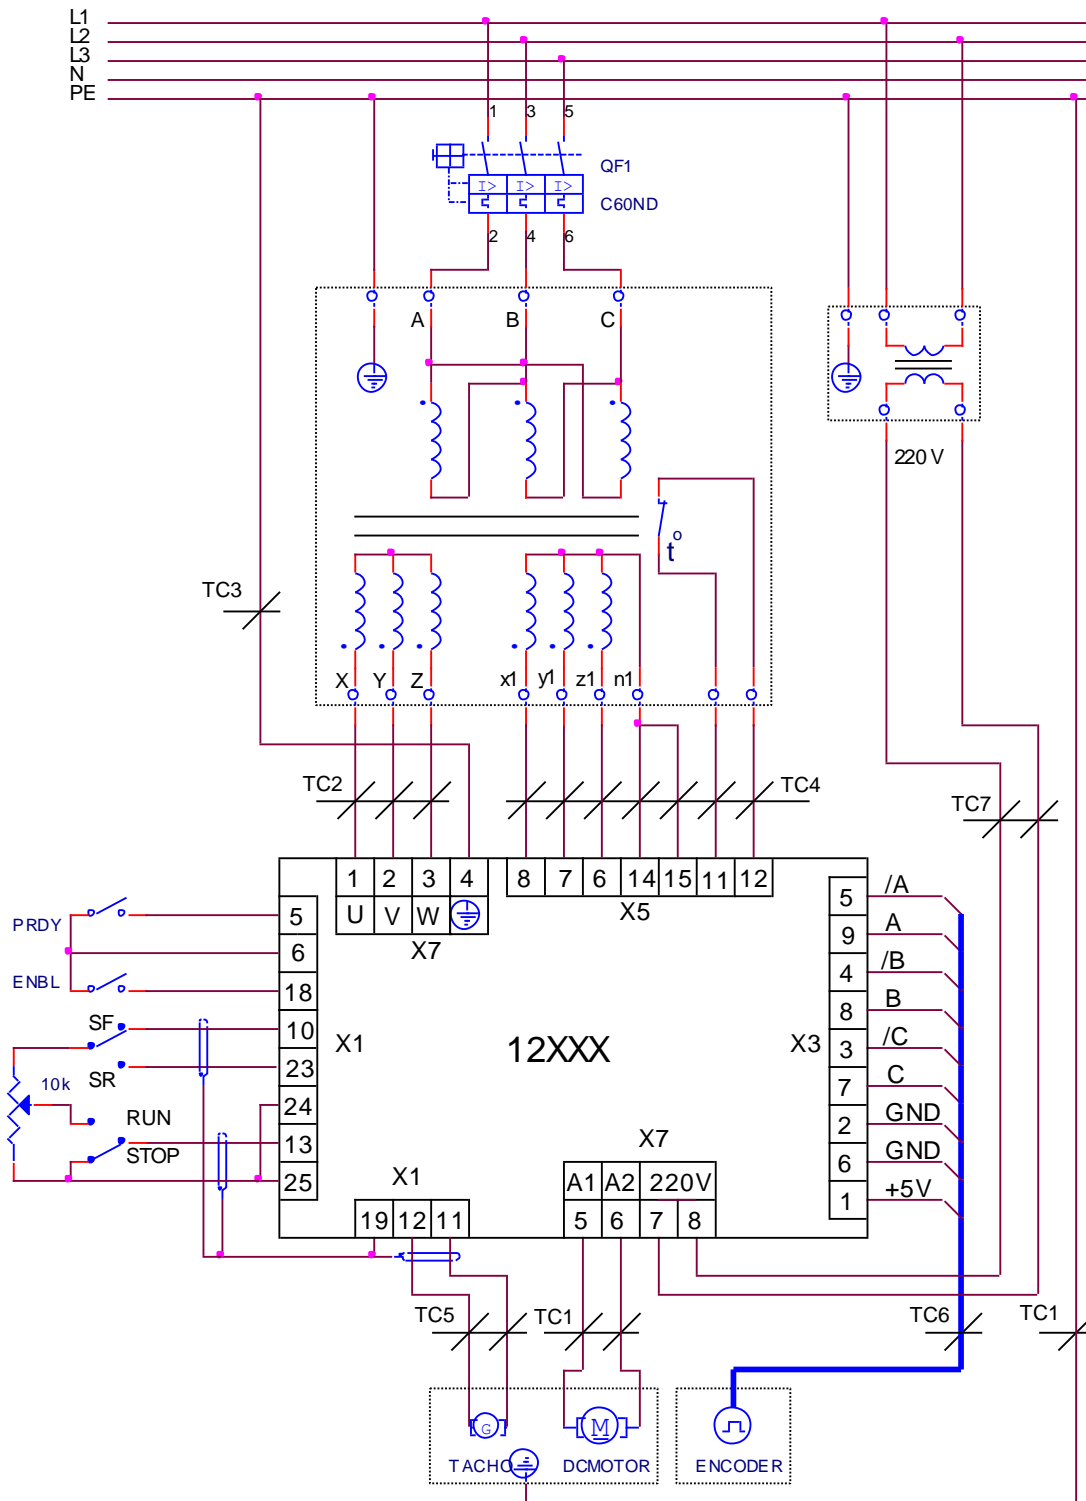 L1
L2
L3
N
PE
1 3 5
QF1
I> I> I>
C60ND
2 4 6
A B C
220 V
t°
TC3
X Y Z x1 y1 z1 n1
TC2 TC4
TC7
1 2 3 4 8 7 6 14 15 11 12
U V W X5
X7
PRDY 5
6
ENBL 18
SF 10
X1
SR 23
10k 24
RUN 13
STOP 25
12XXX
X3
5 /A
9 A
4 /B
8 B
3 /C
7 C
2 GND
6 GND
1 +5V
X1
19 12 11
X7
A1 A2 220V
5 6 7 8
TC5 TC1 TC6 TC1
G M
TACHO DCMOTOR ENCODER